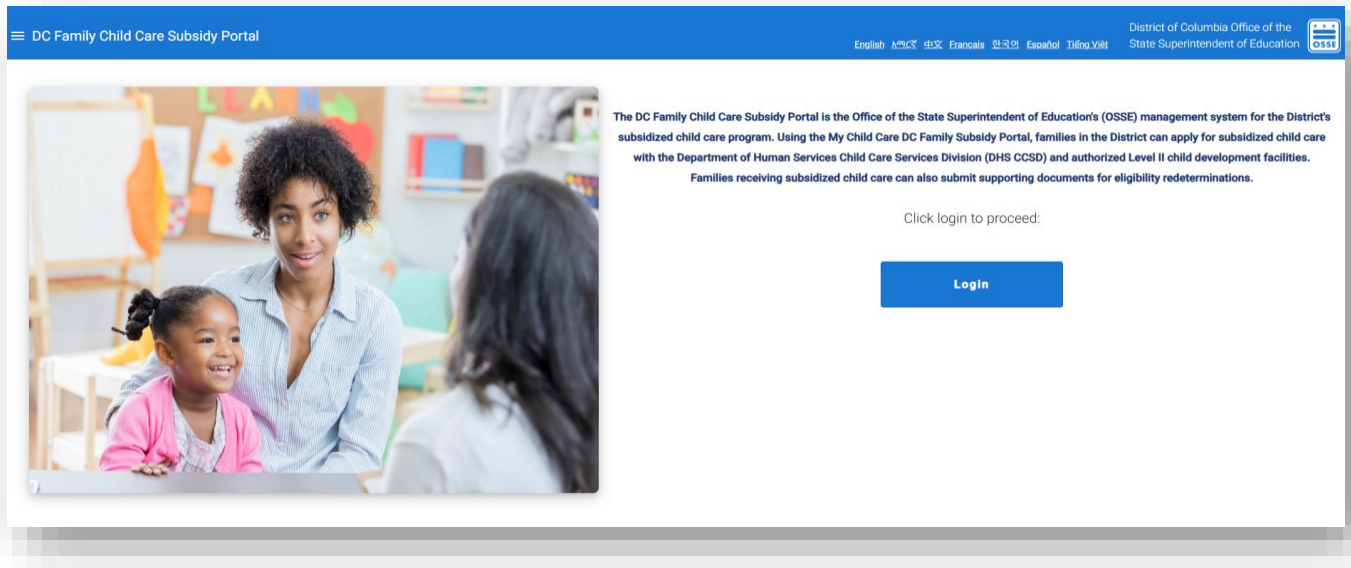 DC Family Child Care Subsidy Portal
English አማርኛ 中文 Français 한국어 Español Tiếng Việt
District of Columbia Office of the
State Superintendent of Education
OSSE
LEARN
The DC Family Child Care Subsidy Portal is the Office of the State Superintendent of Education's (OSSE) management system for the District's
subsidized child care program. Using the My Child Care DC Family Subsidy Portal, families in the District can apply for subsidized child care
with the Department of Human Services Child Care Services Division (DHS CCSD) and authorized Level II child development facilities.
Families receiving subsidized child care can also submit supporting documents for eligibility redeterminations.
Click login to proceed:
Login